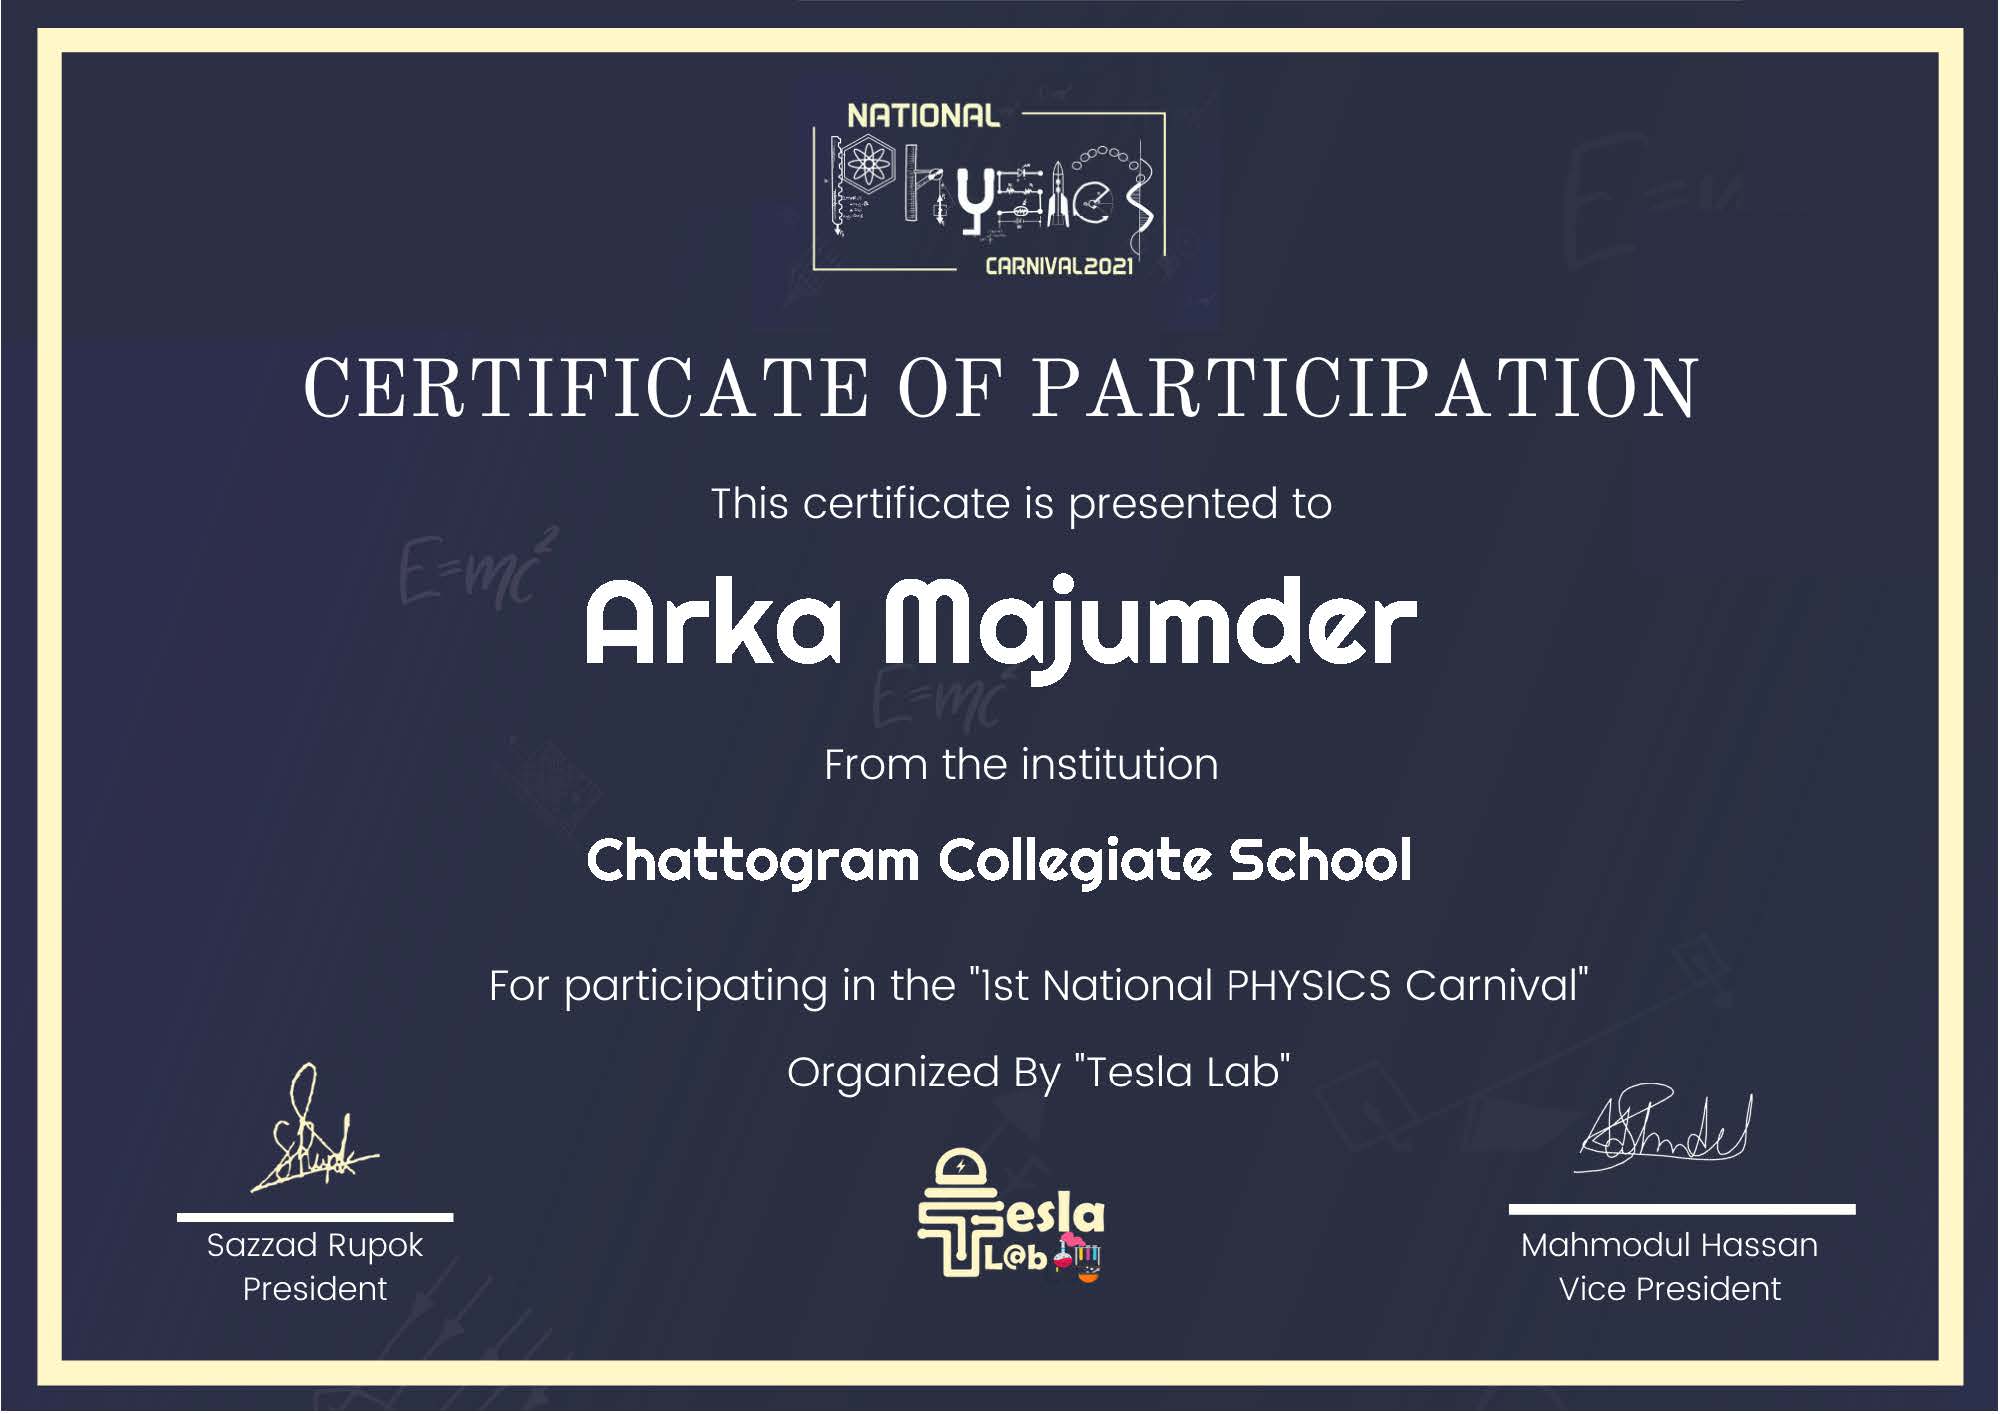 NATIONAL
PHYSICS
CARNIVAL2021
CERTIFICATE OF PARTICIPATION
This certificate is presented to
E=mc²
Arka Majumder
E=mc²
From the institution
Chattogram Collegiate School
For participating in the "1st National PHYSICS Carnival"
Organized By "Tesla Lab"
Tesla
L@b
Sazzad Rupok
President
Mahmodul Hassan
Vice President